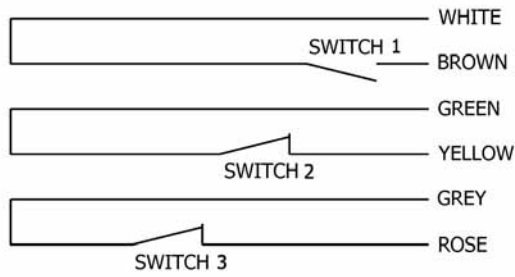 WHITE
SWITCH 1
BROWN
GREEN
YELLOW
SWITCH 2
GREY
ROSE
SWITCH 3